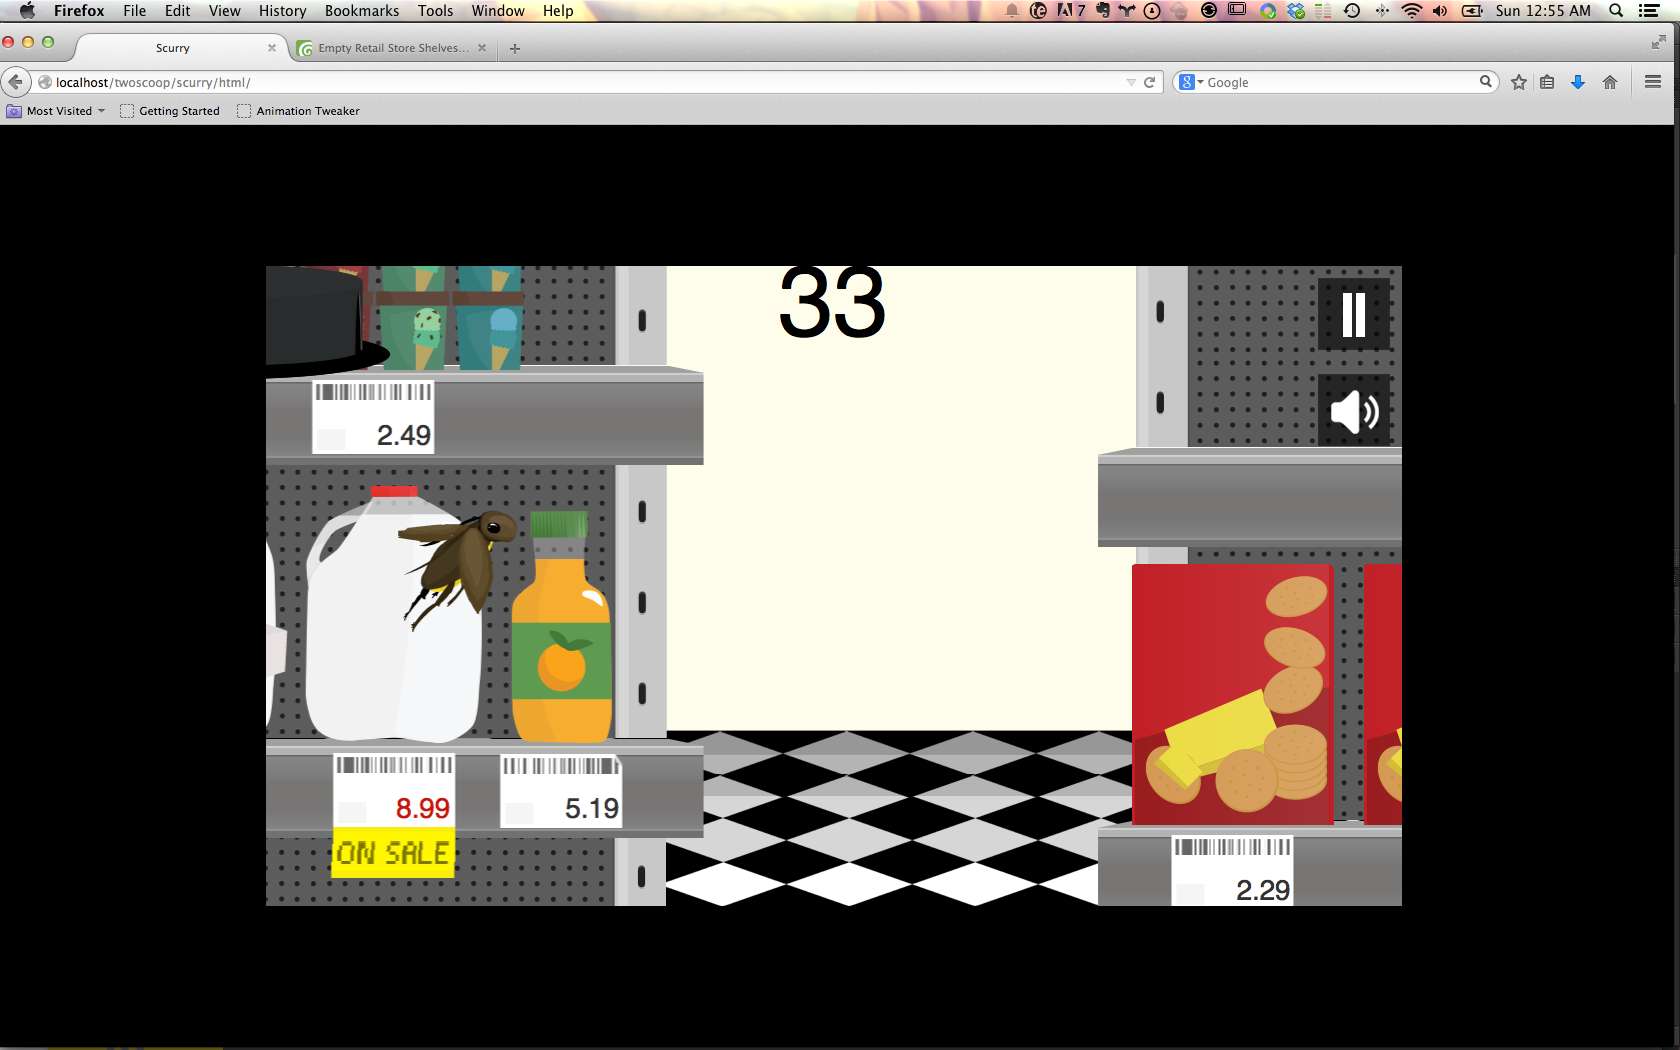 Firefox File Edit View History Bookmarks Tools Window Help 7 Sun 12:55 AM
Scurry Empty Retail Store Shelves...
localhost/twoscoop/scurry/html/ Google
Most Visited Getting Started Animation Tweaker
33
2.49
8.99 5.19
ON SALE
2.29